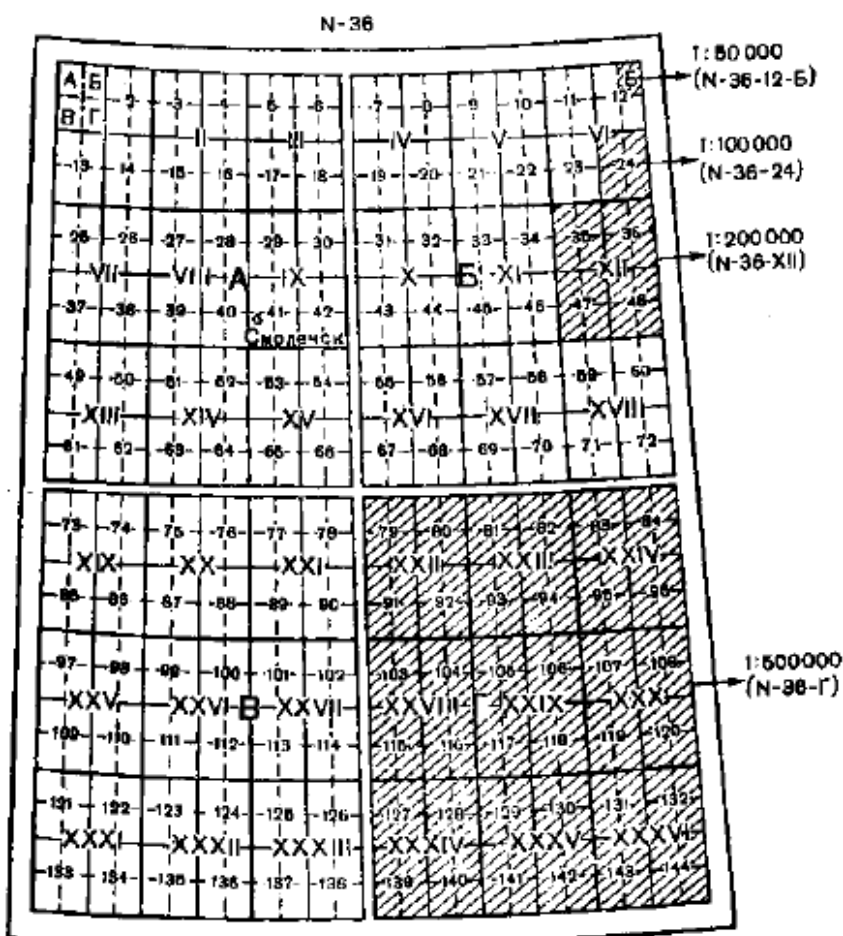 N-36
1:50 000
(N-36-12-Б)
А Б
-2- -3- -4- -5- -6- -7- -8- -9- -10- -11- 12
Б
В Г
II III IV V VI
1:100 000
(N-36-24)
-13- -14- -15- 16 -17- -18- -19- -20- 21 -22- 23 -24-
1:200 000
(N-36-XII)
-26- -27- -28- -29- -30- -31- 32- 33- -34- 35 36
VII VIII А IX X Б XI XII
-37- -38- 39 40 -41- -42- -43- 44- -45- -46- -47- -48-
49 -50- -51- -52- -53- -54- 55- -56- -57- -58- -59- 60
XIII XIV XV XVI XVII XVIII
61- 62- -63- -64- -65- -66- 67- -68- 69- -70- -71- 72
-73- -74- 75- -76- -77- -78- -79- -80- -81- -82- -83- -84-
XIX XX XXI XXII XXIII XXIV
85- -86- -87- -88- -89- 90 -91- 92- -93- -94- -95- -96-
1:500 000
(N-36-Г)
-97- -98- -99- -100- -101- -102- -103- 104- -105- 106- -107- 108-
XXV XXVI В XXVII XXVIII Г XXIX XXX
-109- -110- 111- -112- -113- -114- -115- -116- -117- -118- -119- -120-
-121- -122- -123- -124- -125- -126- -127- -128- -129- -130- -131- -132-
XXXI XXXII XXXIII XXXIV XXXV XXXVI
-133- -134- -135- -136- -137- -138- -139- -140- -141- -142- -143- -144-